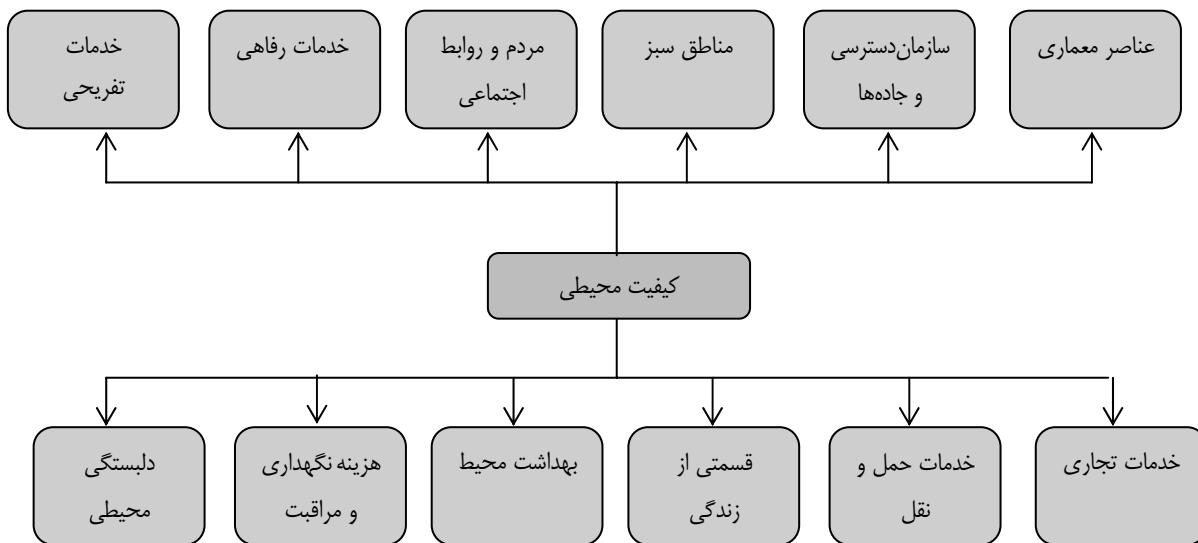 عناصر معماری
سازمان‌دسترسی
و جاده‌ها
مناطق سبز
مردم و روابط
اجتماعی
خدمات رفاهی
خدمات
تفریحی
کیفیت محیطی
خدمات تجاری
خدمات حمل و
نقل
قسمتی از
زندگی
بهداشت محیط
هزینه نگهداری
و مراقبت
دلبستگی
محیطی